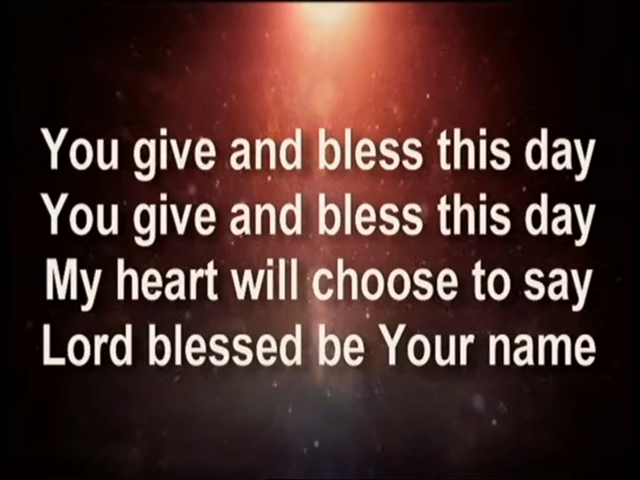 You give and bless this day
You give and bless this day
My heart will choose to say
Lord blessed be Your name